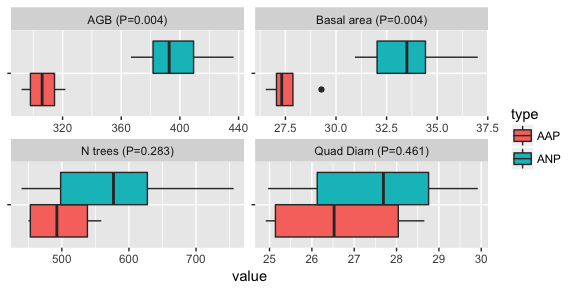 AGB (P=0.004)
Basal area (P=0.004)
320 360 400 440
27.5 30.0 32.5 35.0 37.5
type
AAP
ANP
N trees (P=0.283)
Quad Diam (P=0.461)
500 600 700
25 26 27 28 29 30
value